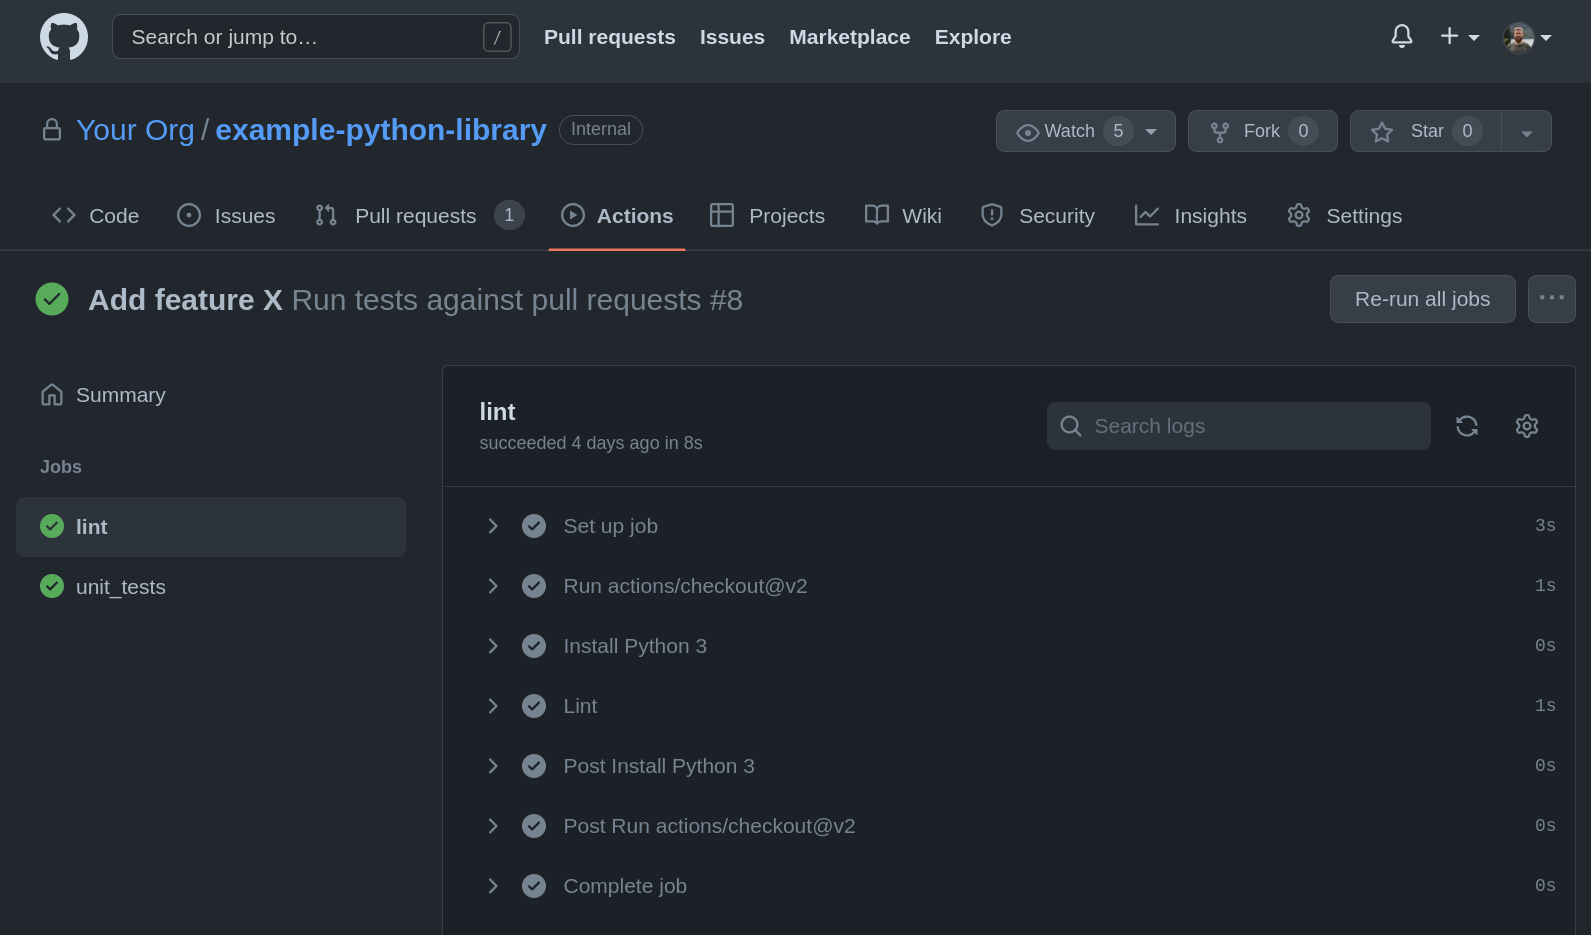 Search or jump to… /
Pull requests Issues Marketplace Explore
Your Org / example-python-library Internal
Watch 5 Fork 0 Star 0
Code Issues Pull requests 1 Actions Projects Wiki Security Insights Settings
Add feature X Run tests against pull requests #8
Re-run all jobs
Summary
Jobs
lint
unit_tests
lint
succeeded 4 days ago in 8s
Search logs
Set up job 3s
Run actions/checkout@v2 1s
Install Python 3 0s
Lint 1s
Post Install Python 3 0s
Post Run actions/checkout@v2 0s
Complete job 0s